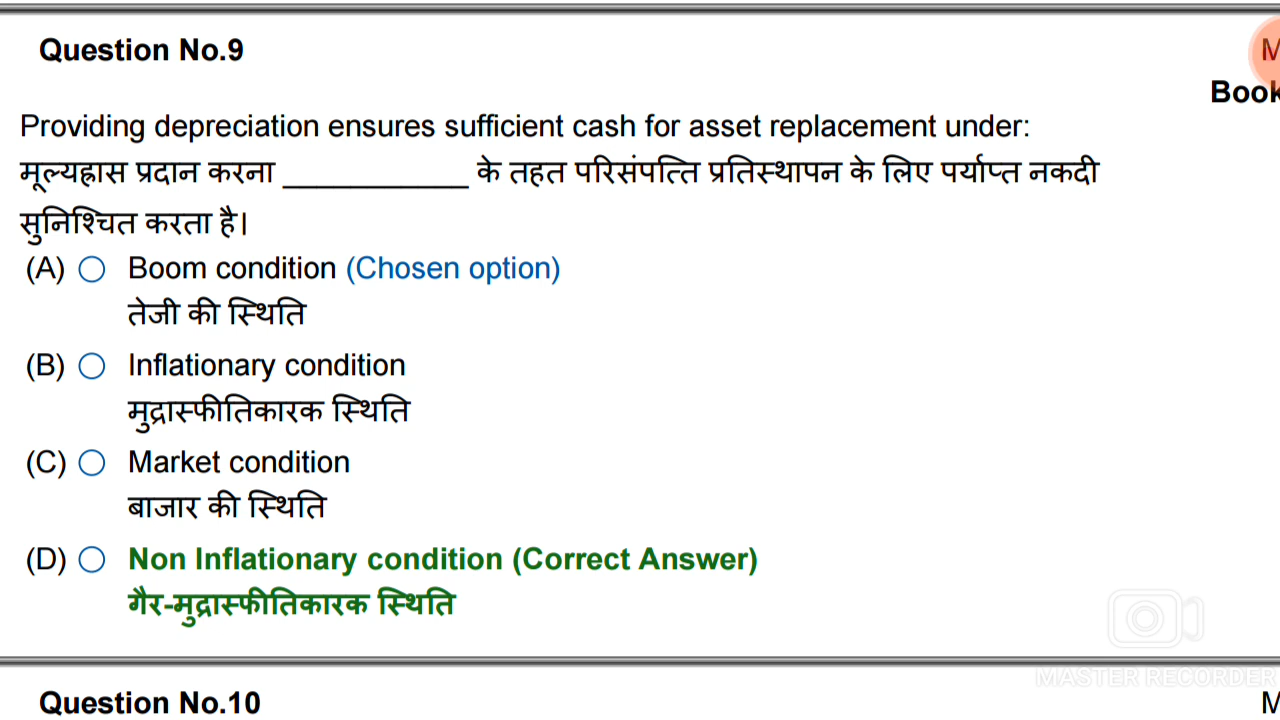 Question No.9
M
Book
Providing depreciation ensures sufficient cash for asset replacement under:
मूल्यह्रास प्रदान करना ___________ के तहत परिसंपत्ति प्रतिस्थापन के लिए पर्याप्त नकदी
सुनिश्चित करता है।
(A) Boom condition (Chosen option)
तेजी की स्थिति
(B) Inflationary condition
मुद्रास्फीतिकारक स्थिति
(C) Market condition
बाजार की स्थिति
(D) Non Inflationary condition (Correct Answer)
गैर-मुद्रास्फीतिकारक स्थिति
MASTER RECORDER
Question No.10
M